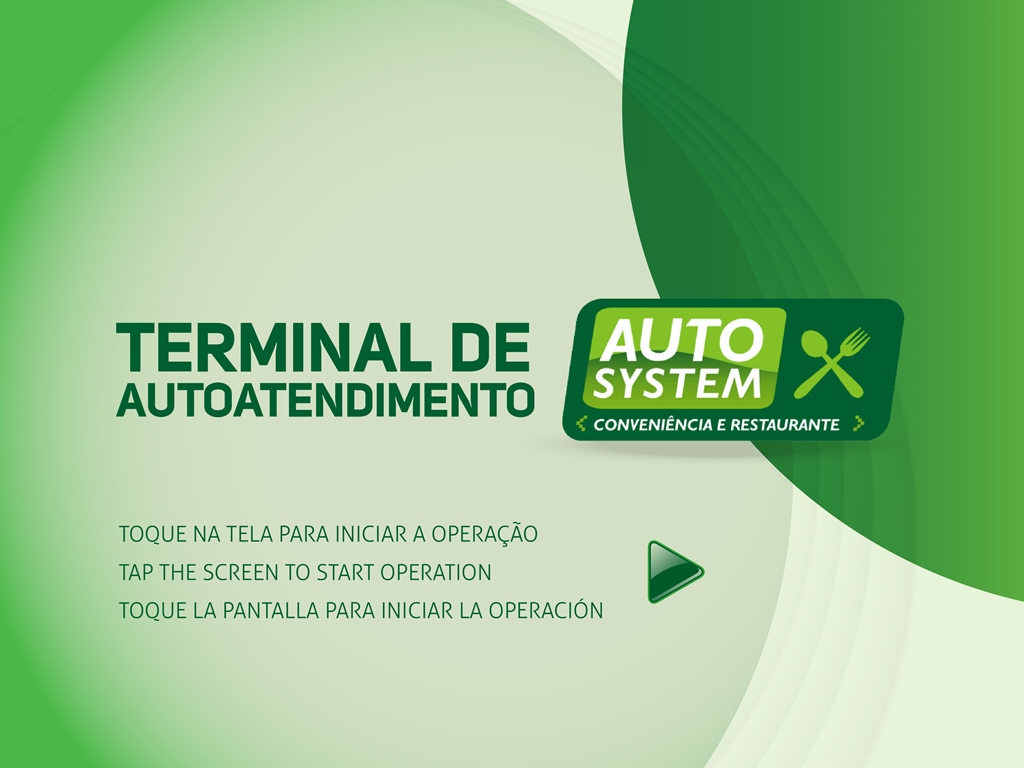 TERMINAL DE
AUTOATENDIMENTO
AUTO
SYSTEM
CONVENIÊNCIA E RESTAURANTE
TOQUE NA TELA PARA INICIAR A OPERAÇÃO
TAP THE SCREEN TO START OPERATION
TOQUE LA PANTALLA PARA INICIAR LA OPERACIÓN